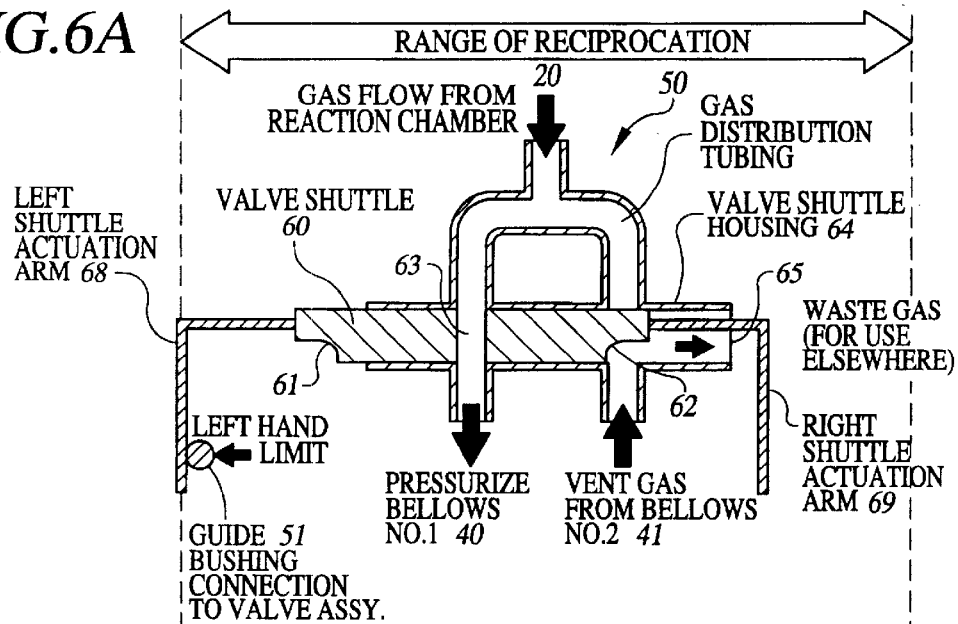 IG.6A
RANGE OF RECIPROCATION
GAS FLOW FROM 20
REACTION CHAMBER
50
GAS
DISTRIBUTION
TUBING
LEFT
SHUTTLE
ACTUATION
ARM 68
VALVE SHUTTLE
60
63
VALVE SHUTTLE
HOUSING 64
65
WASTE GAS
(FOR USE
ELSEWHERE)
61
62
LEFT HAND
LIMIT
PRESSURIZE
BELLOWS
NO.1 40
VENT GAS
FROM BELLOWS
NO.2 41
RIGHT
SHUTTLE
ACTUATION
ARM 69
GUIDE 51
BUSHING
CONNECTION
TO VALVE ASSY.